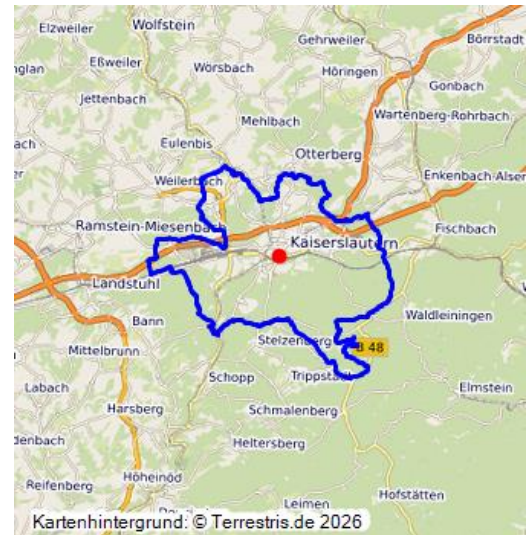 Elzweiler
Wolfstein
Gehrweiler
Börrstadt
nglan
Eßweiler
Wörsbach
Höringen
Gonbach
Jettenbach
Mehlbach
Wartenberg-Rohrbach
ach
Eulenbis
Otterberg
Weilerbach
Enkenbach-Alsen
Ramstein-Miesenbach
Kaiserslautern
Fischbach
Landstuhl
Bann
Waldleiningen
Mittelbrunn
Stelzenberg
B 48
Labach
Schopp
Trippstadt
Elmstein
Harsberg
Schmalenberg
denbach
Heltersberg
Höheinöd
Reifenberg
Leimen
Hofstätten
Kartenhintergrund: © Terrestris.de 2026